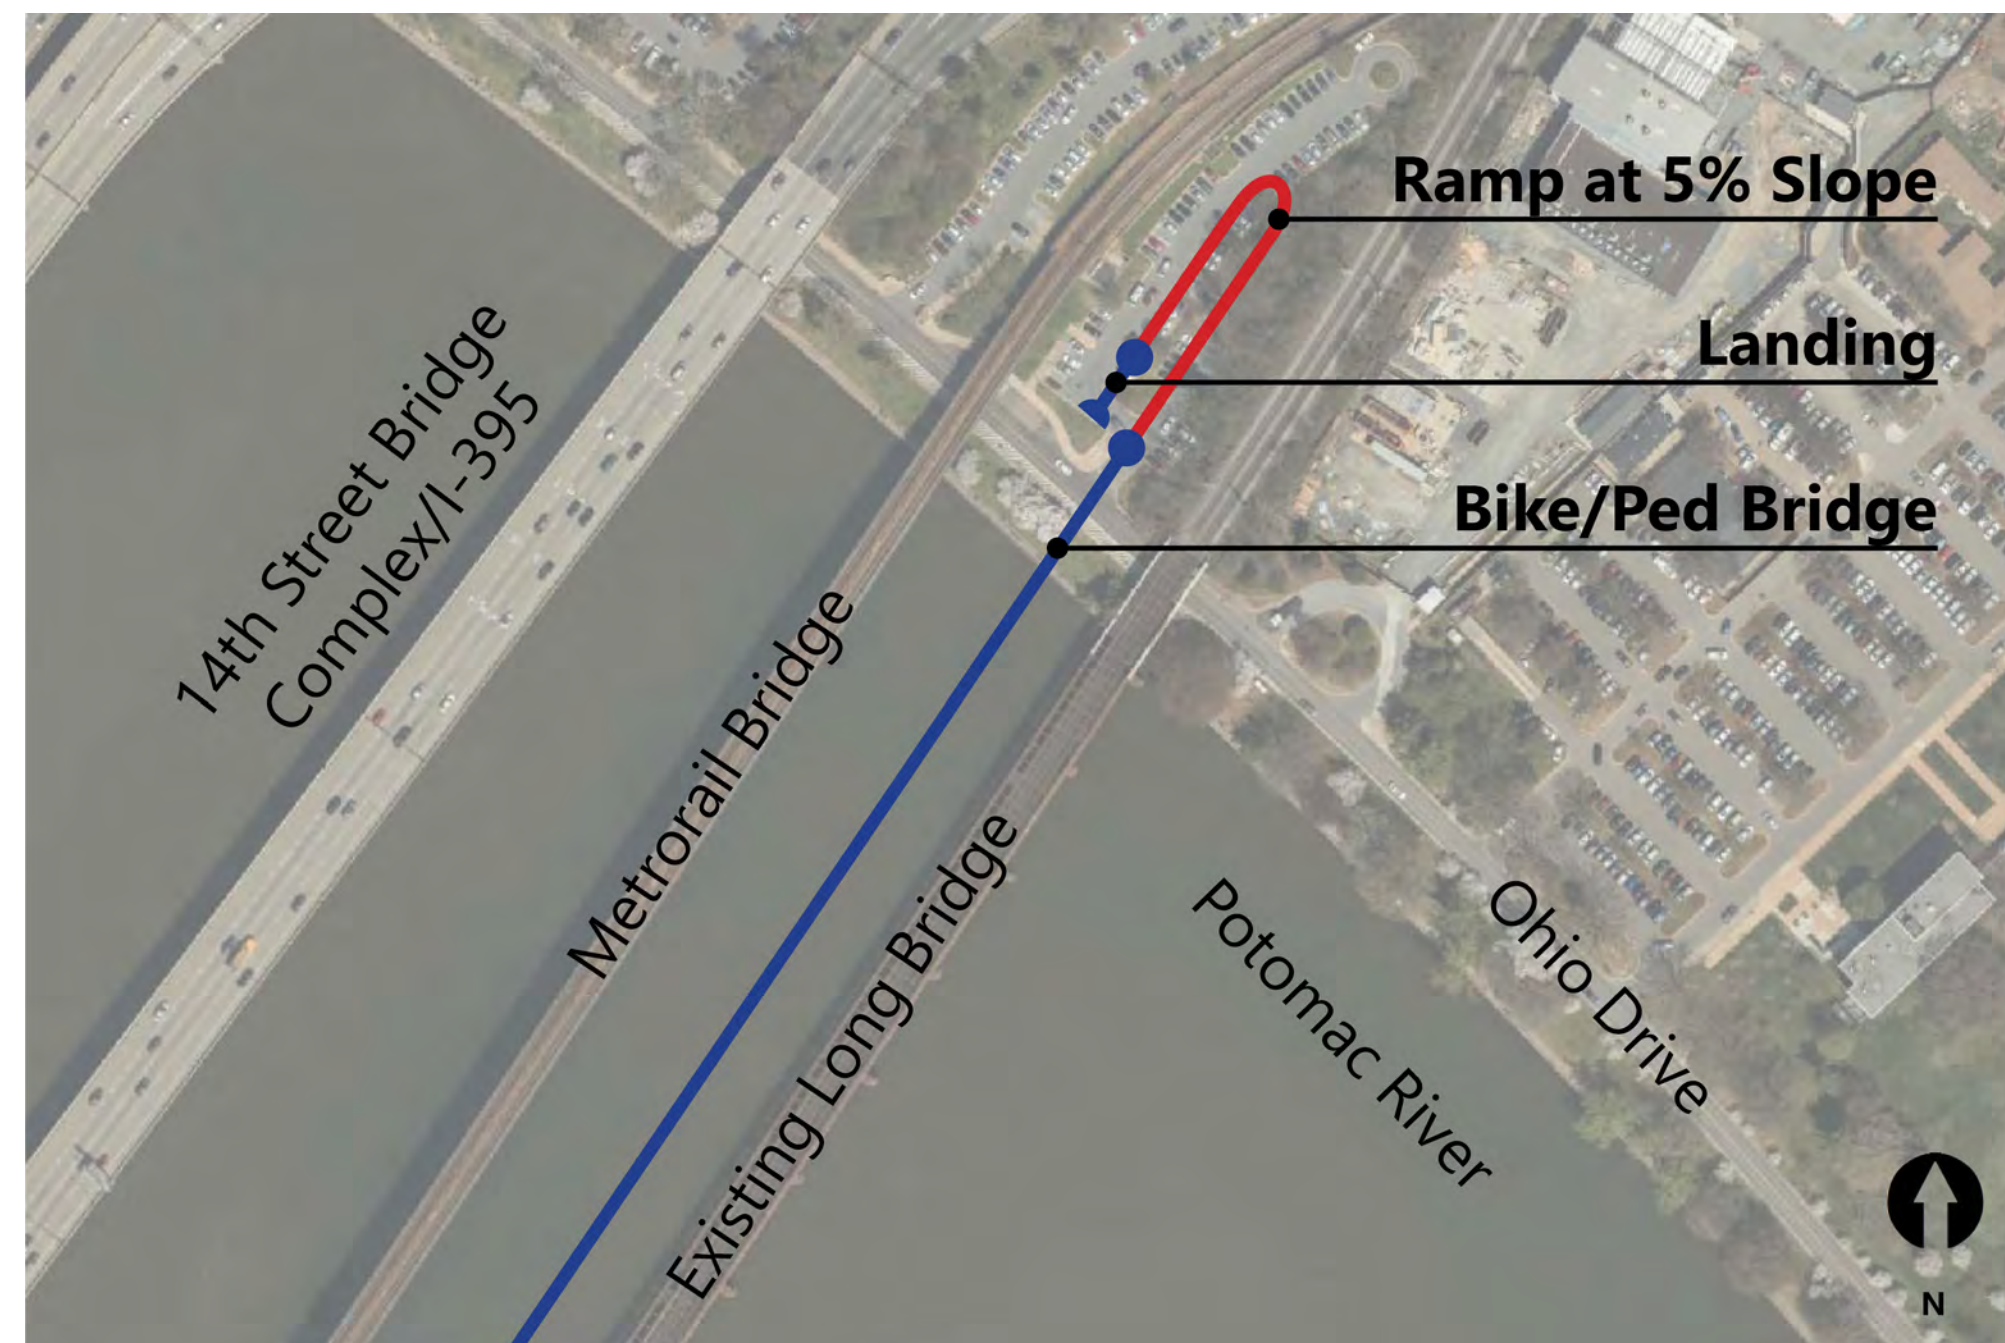 Ramp at 5% Slope
Landing
Bike/Ped Bridge
14th Street Bridge
Complex/I-395
Metrorail Bridge
Existing Long Bridge
Potomac River
Ohio Drive
N